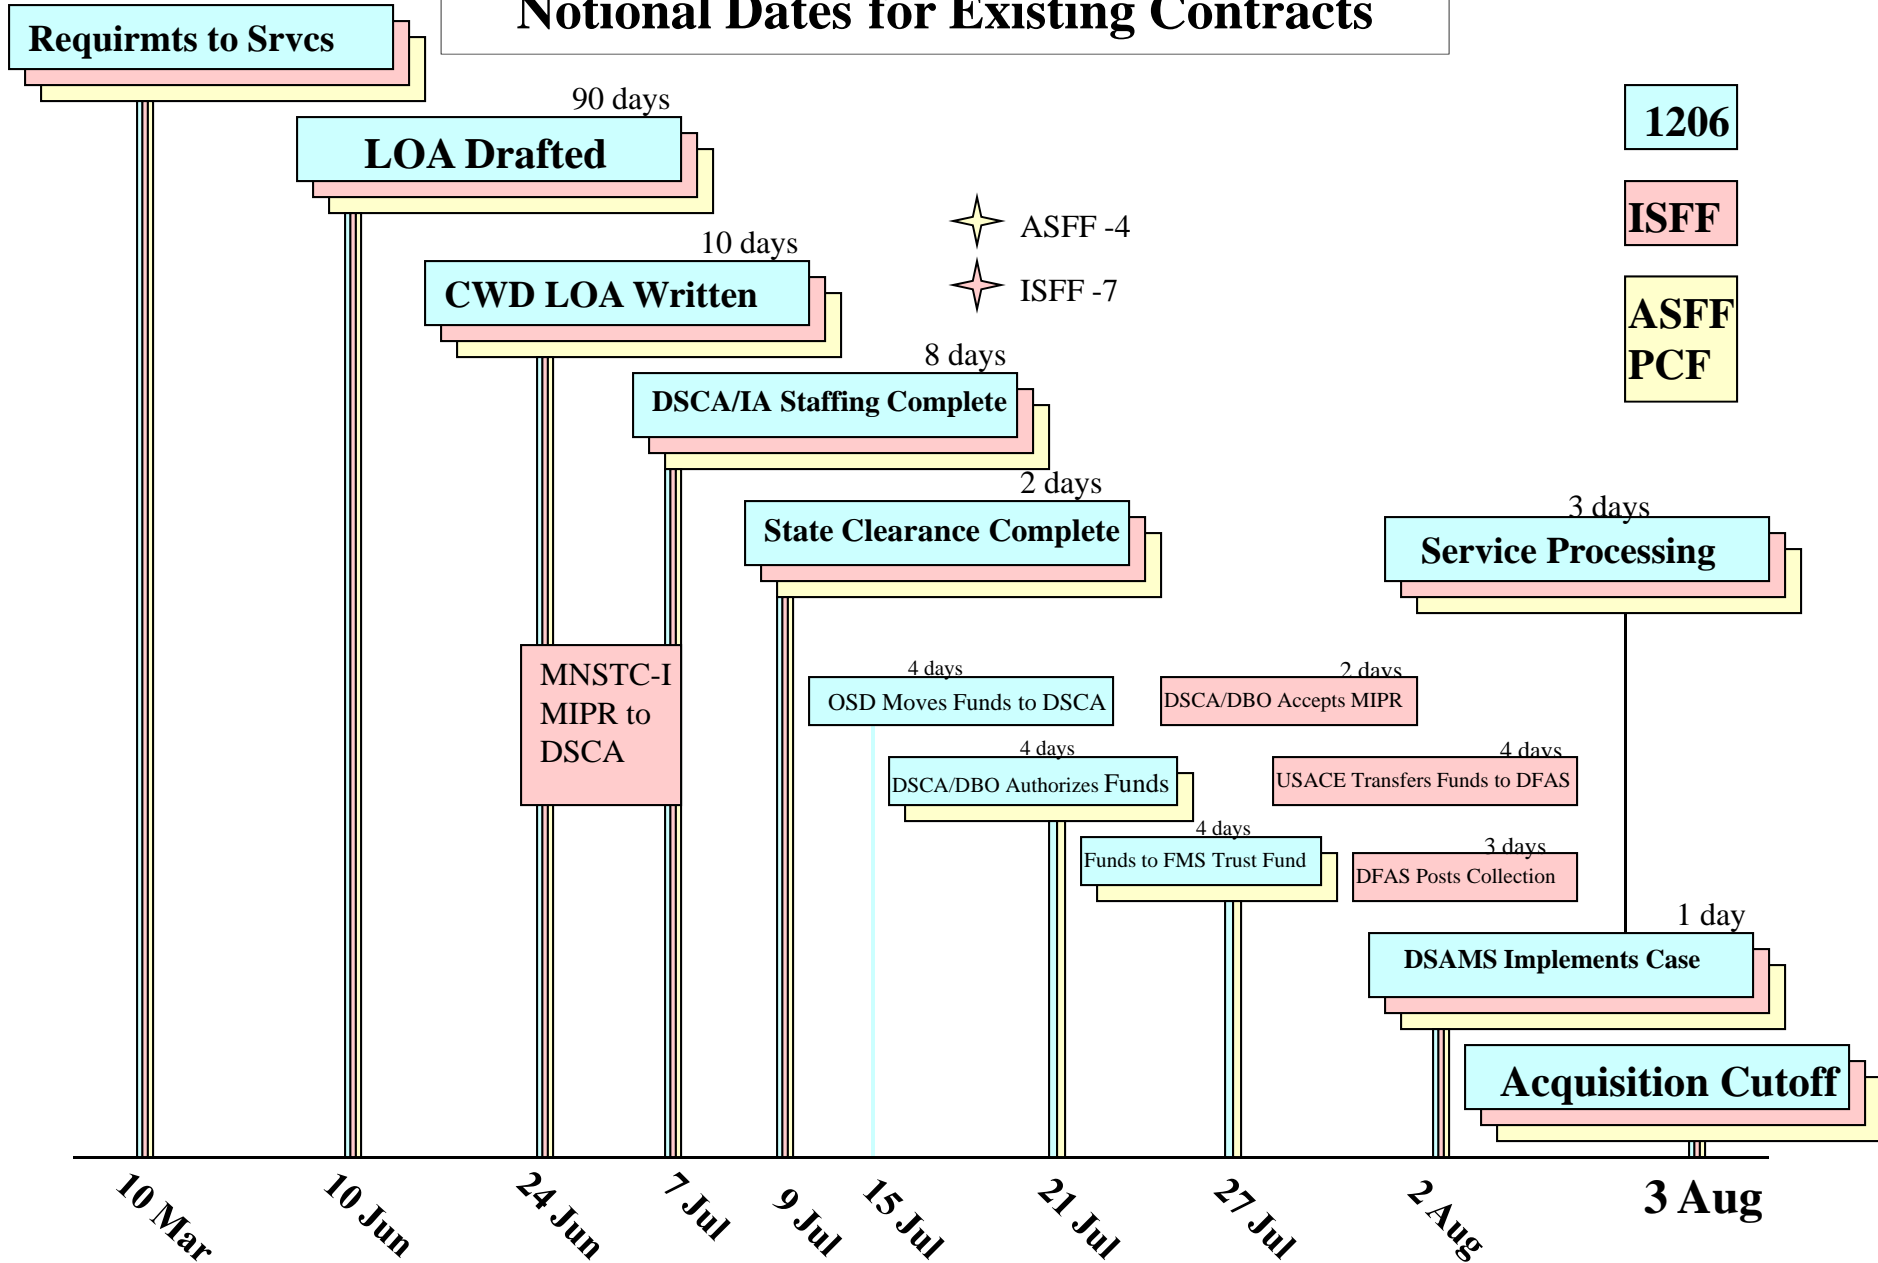 Notional Dates for Existing Contracts
Requirmts to Srvcs
90 days
LOA Drafted
10 days
CWD LOA Written
8 days
DSCA/IA Staffing Complete
2 days
State Clearance Complete
ASFF -4
ISFF -7
1206
ISFF
ASFF
PCF
3 days
Service Processing
MNSTC-I
MIPR to
DSCA
4 days
OSD Moves Funds to DSCA
2 days
DSCA/DBO Accepts MIPR
4 days
DSCA/DBO Authorizes Funds
4 days
USACE Transfers Funds to DFAS
4 days
Funds to FMS Trust Fund
3 days
DFAS Posts Collection
1 day
DSAMS Implements Case
Acquisition Cutoff
10 Mar
10 Jun
24 Jun
7 Jul
9 Jul
15 Jul
21 Jul
27 Jul
2 Aug
3 Aug